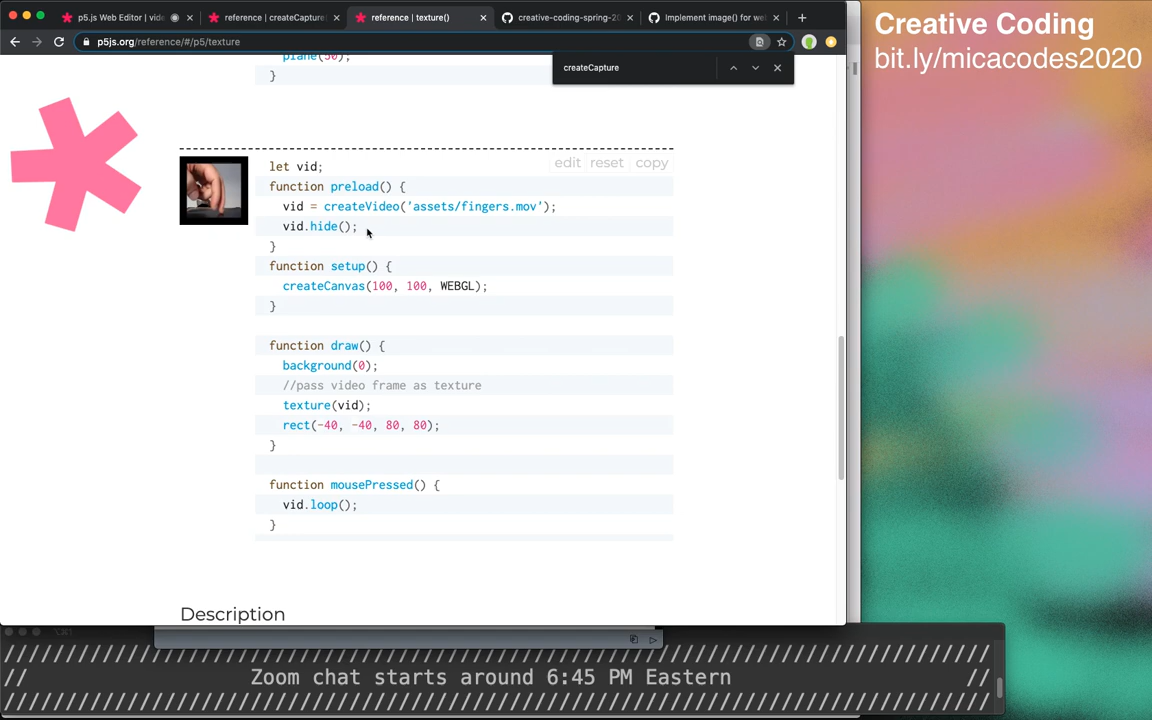 p5.js Web Editor | vide
reference | createCapture
reference | texture()
creative-coding-spring-20
Implement image() for we
p5js.org/reference/#/p5/texture
createCapture
Creative Coding
bit.ly/micacodes2020
plane(50);
}
edit reset copy
let vid;
function preload() {
vid = createVideo('assets/fingers.mov');
vid.hide();
}
function setup() {
createCanvas(100, 100, WEBGL);
}
function draw() {
background(0);
//pass video frame as texture
texture(vid);
rect(-40, -40, 80, 80);
}
function mousePressed() {
vid.loop();
}
Description
⌥⌘1
//////////////////////////////////////////////////////////////////////
// Zoom chat starts around 6:45 PM Eastern //
//////////////////////////////////////////////////////////////////////